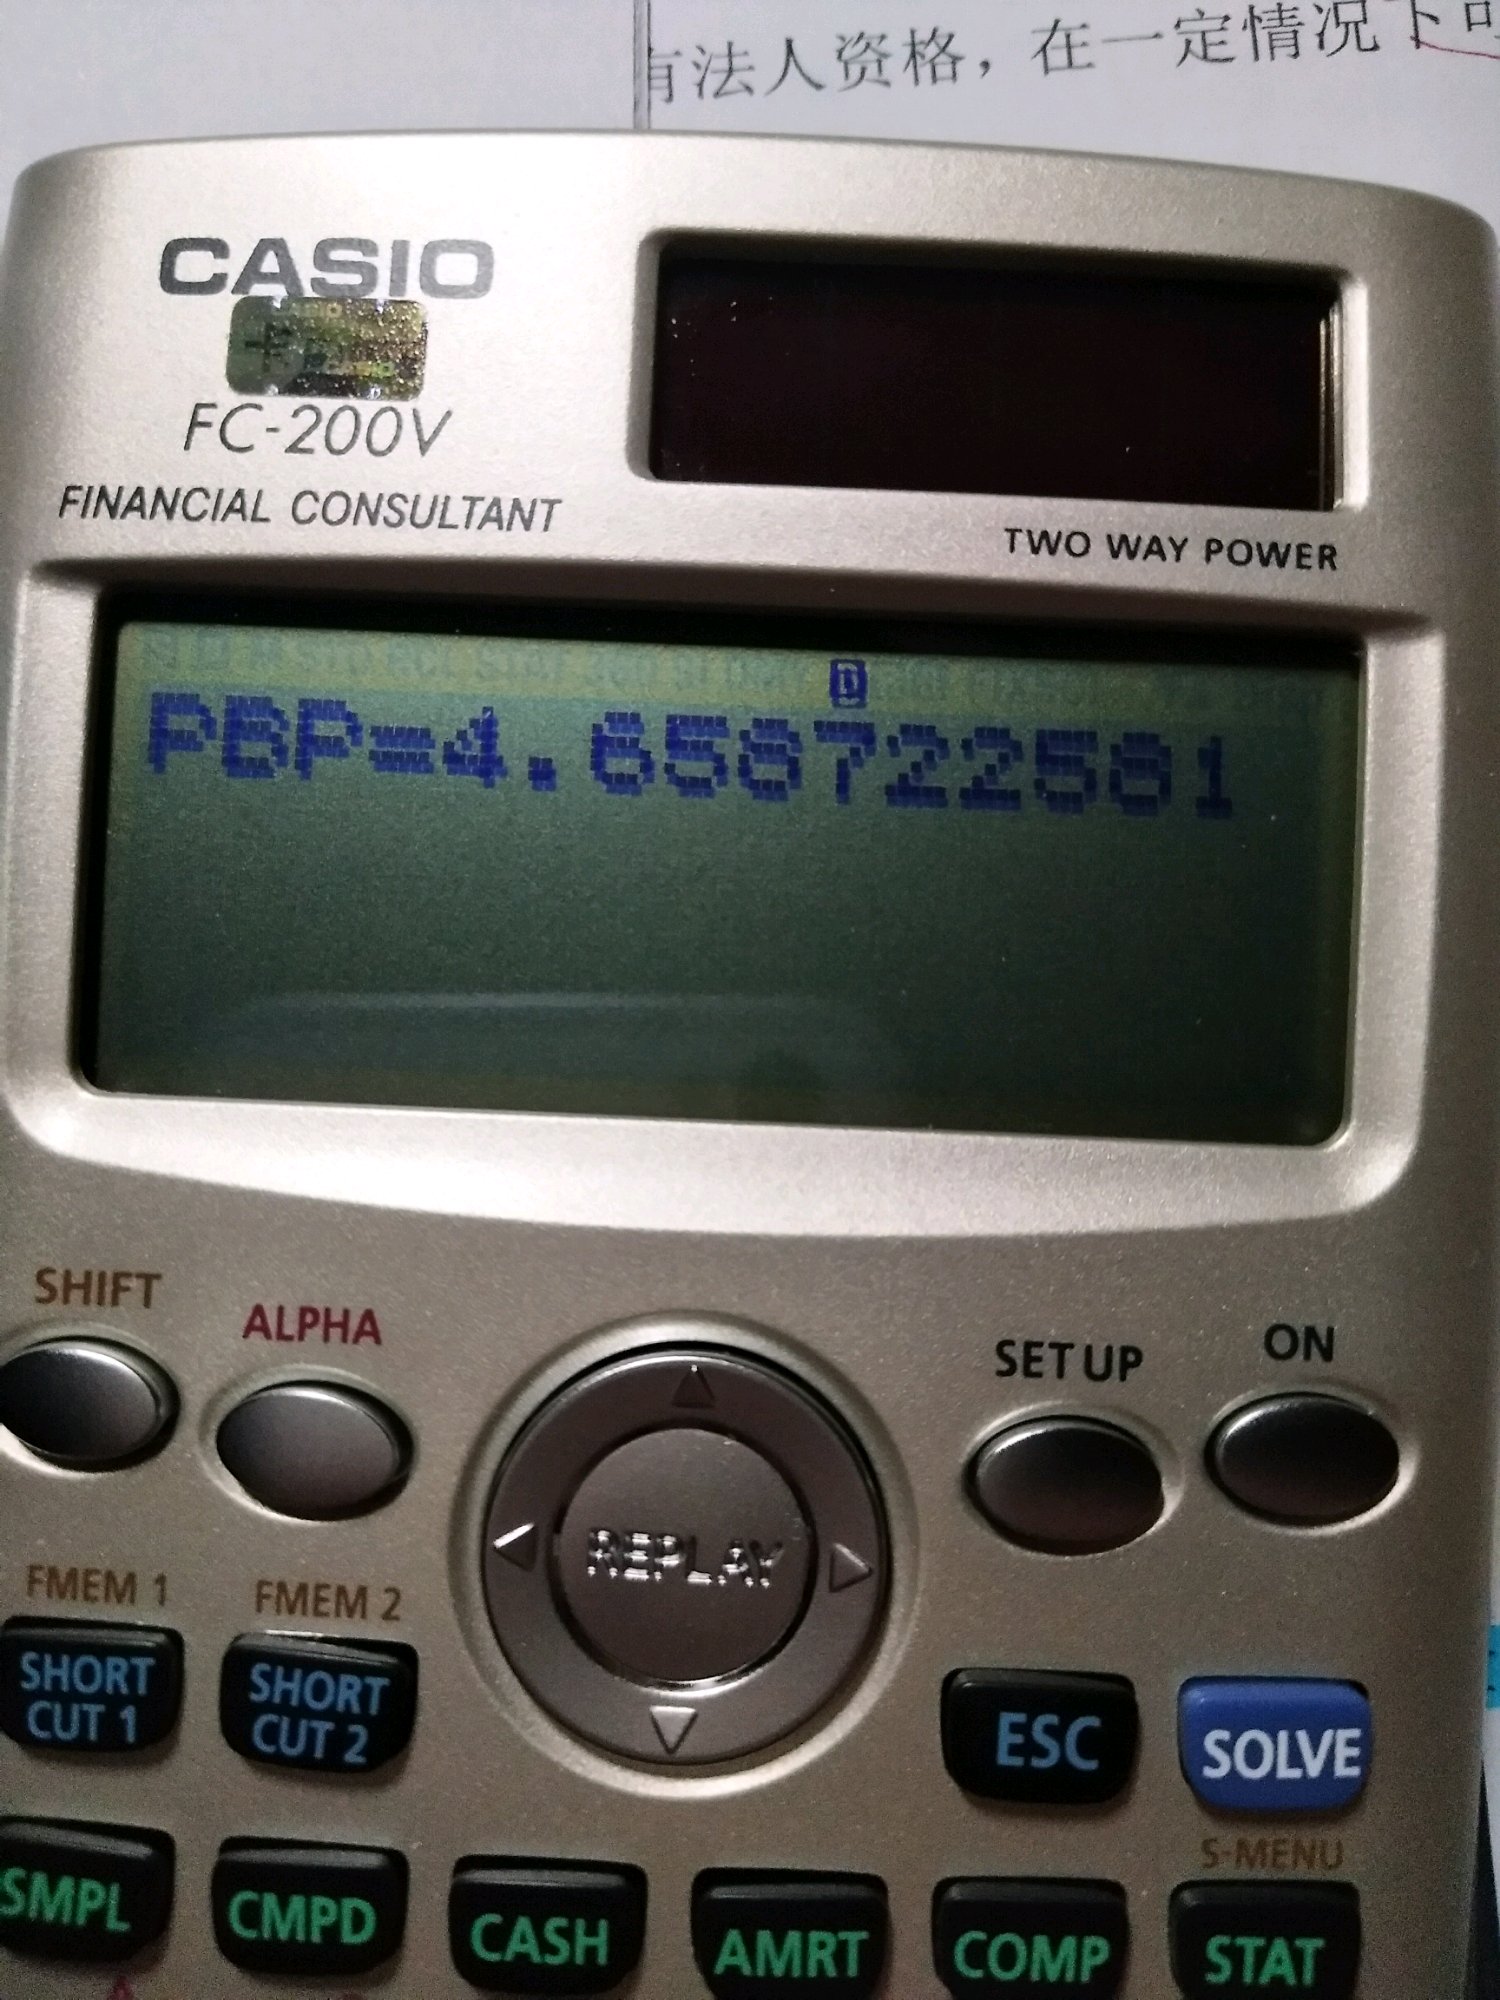 有法人资格，在一定情况下可
CASIO
FC-200V
FINANCIAL CONSULTANT
TWO WAY POWER
D
PBP=4.658722581
SHIFT
ALPHA
SET UP
ON
REPLAY
FMEM 1
FMEM 2
SHORT CUT 1
SHORT CUT 2
ESC
SOLVE
S-MENU
SMPL
CMPD
CASH
AMRT
COMP
STAT